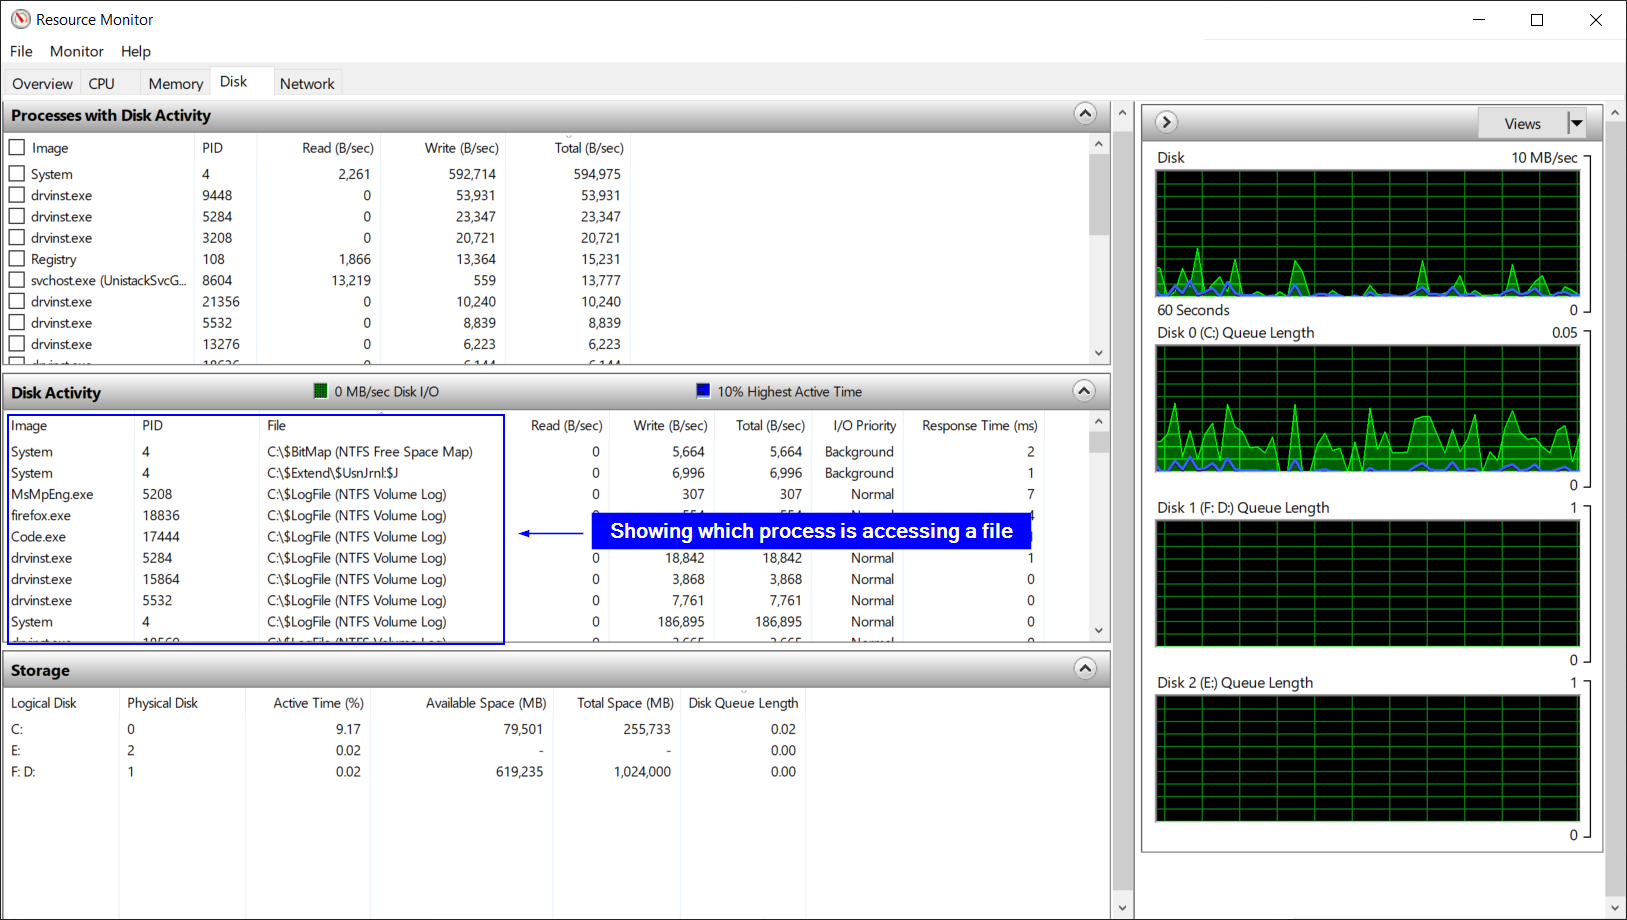 Resource Monitor
File Monitor Help
Overview CPU Memory Disk Network
Processes with Disk Activity
Image PID Read (B/sec) Write (B/sec) Total (B/sec)
System 4 2,261 592,714 594,975
drvinst.exe 9448 0 53,931 53,931
drvinst.exe 5284 0 23,347 23,347
drvinst.exe 3208 0 20,721 20,721
Registry 108 1,866 13,364 15,231
svchost.exe (UnistackSvcG... 8604 13,219 559 13,777
drvinst.exe 21356 0 10,240 10,240
drvinst.exe 5532 0 8,839 8,839
drvinst.exe 13276 0 6,223 6,223
Disk Activity 0 MB/sec Disk I/O 10% Highest Active Time
Image PID File Read (B/sec) Write (B/sec) Total (B/sec) I/O Priority Response Time (ms)
System 4 C:\$BitMap (NTFS Free Space Map) 0 5,664 5,664 Background 2
System 4 C:\$Extend\$UsnJrnl:$J 0 6,996 6,996 Background 1
MsMpEng.exe 5208 C:\$LogFile (NTFS Volume Log) 0 307 307 Normal 7
firefox.exe 18836 C:\$LogFile (NTFS Volume Log) 0
Code.exe 17444 C:\$LogFile (NTFS Volume Log)
Showing which process is accessing a file
drvinst.exe 5284 C:\$LogFile (NTFS Volume Log) 0 18,842 18,842 Normal 1
drvinst.exe 15864 C:\$LogFile (NTFS Volume Log) 0 3,868 3,868 Normal 0
drvinst.exe 5532 C:\$LogFile (NTFS Volume Log) 0 7,761 7,761 Normal 0
System 4 C:\$LogFile (NTFS Volume Log) 0 186,895 186,895 Normal 0
Storage
Logical Disk Physical Disk Active Time (%) Available Space (MB) Total Space (MB) Disk Queue Length
C: 0 9.17 79,501 255,733 0.02
E: 2 0.02 - - 0.00
F: D: 1 0.02 619,235 1,024,000 0.00
Views
Disk 10 MB/sec
60 Seconds 0
Disk 0 (C:) Queue Length 0.05
0
Disk 1 (F: D:) Queue Length 1
0
Disk 2 (E:) Queue Length 1
0